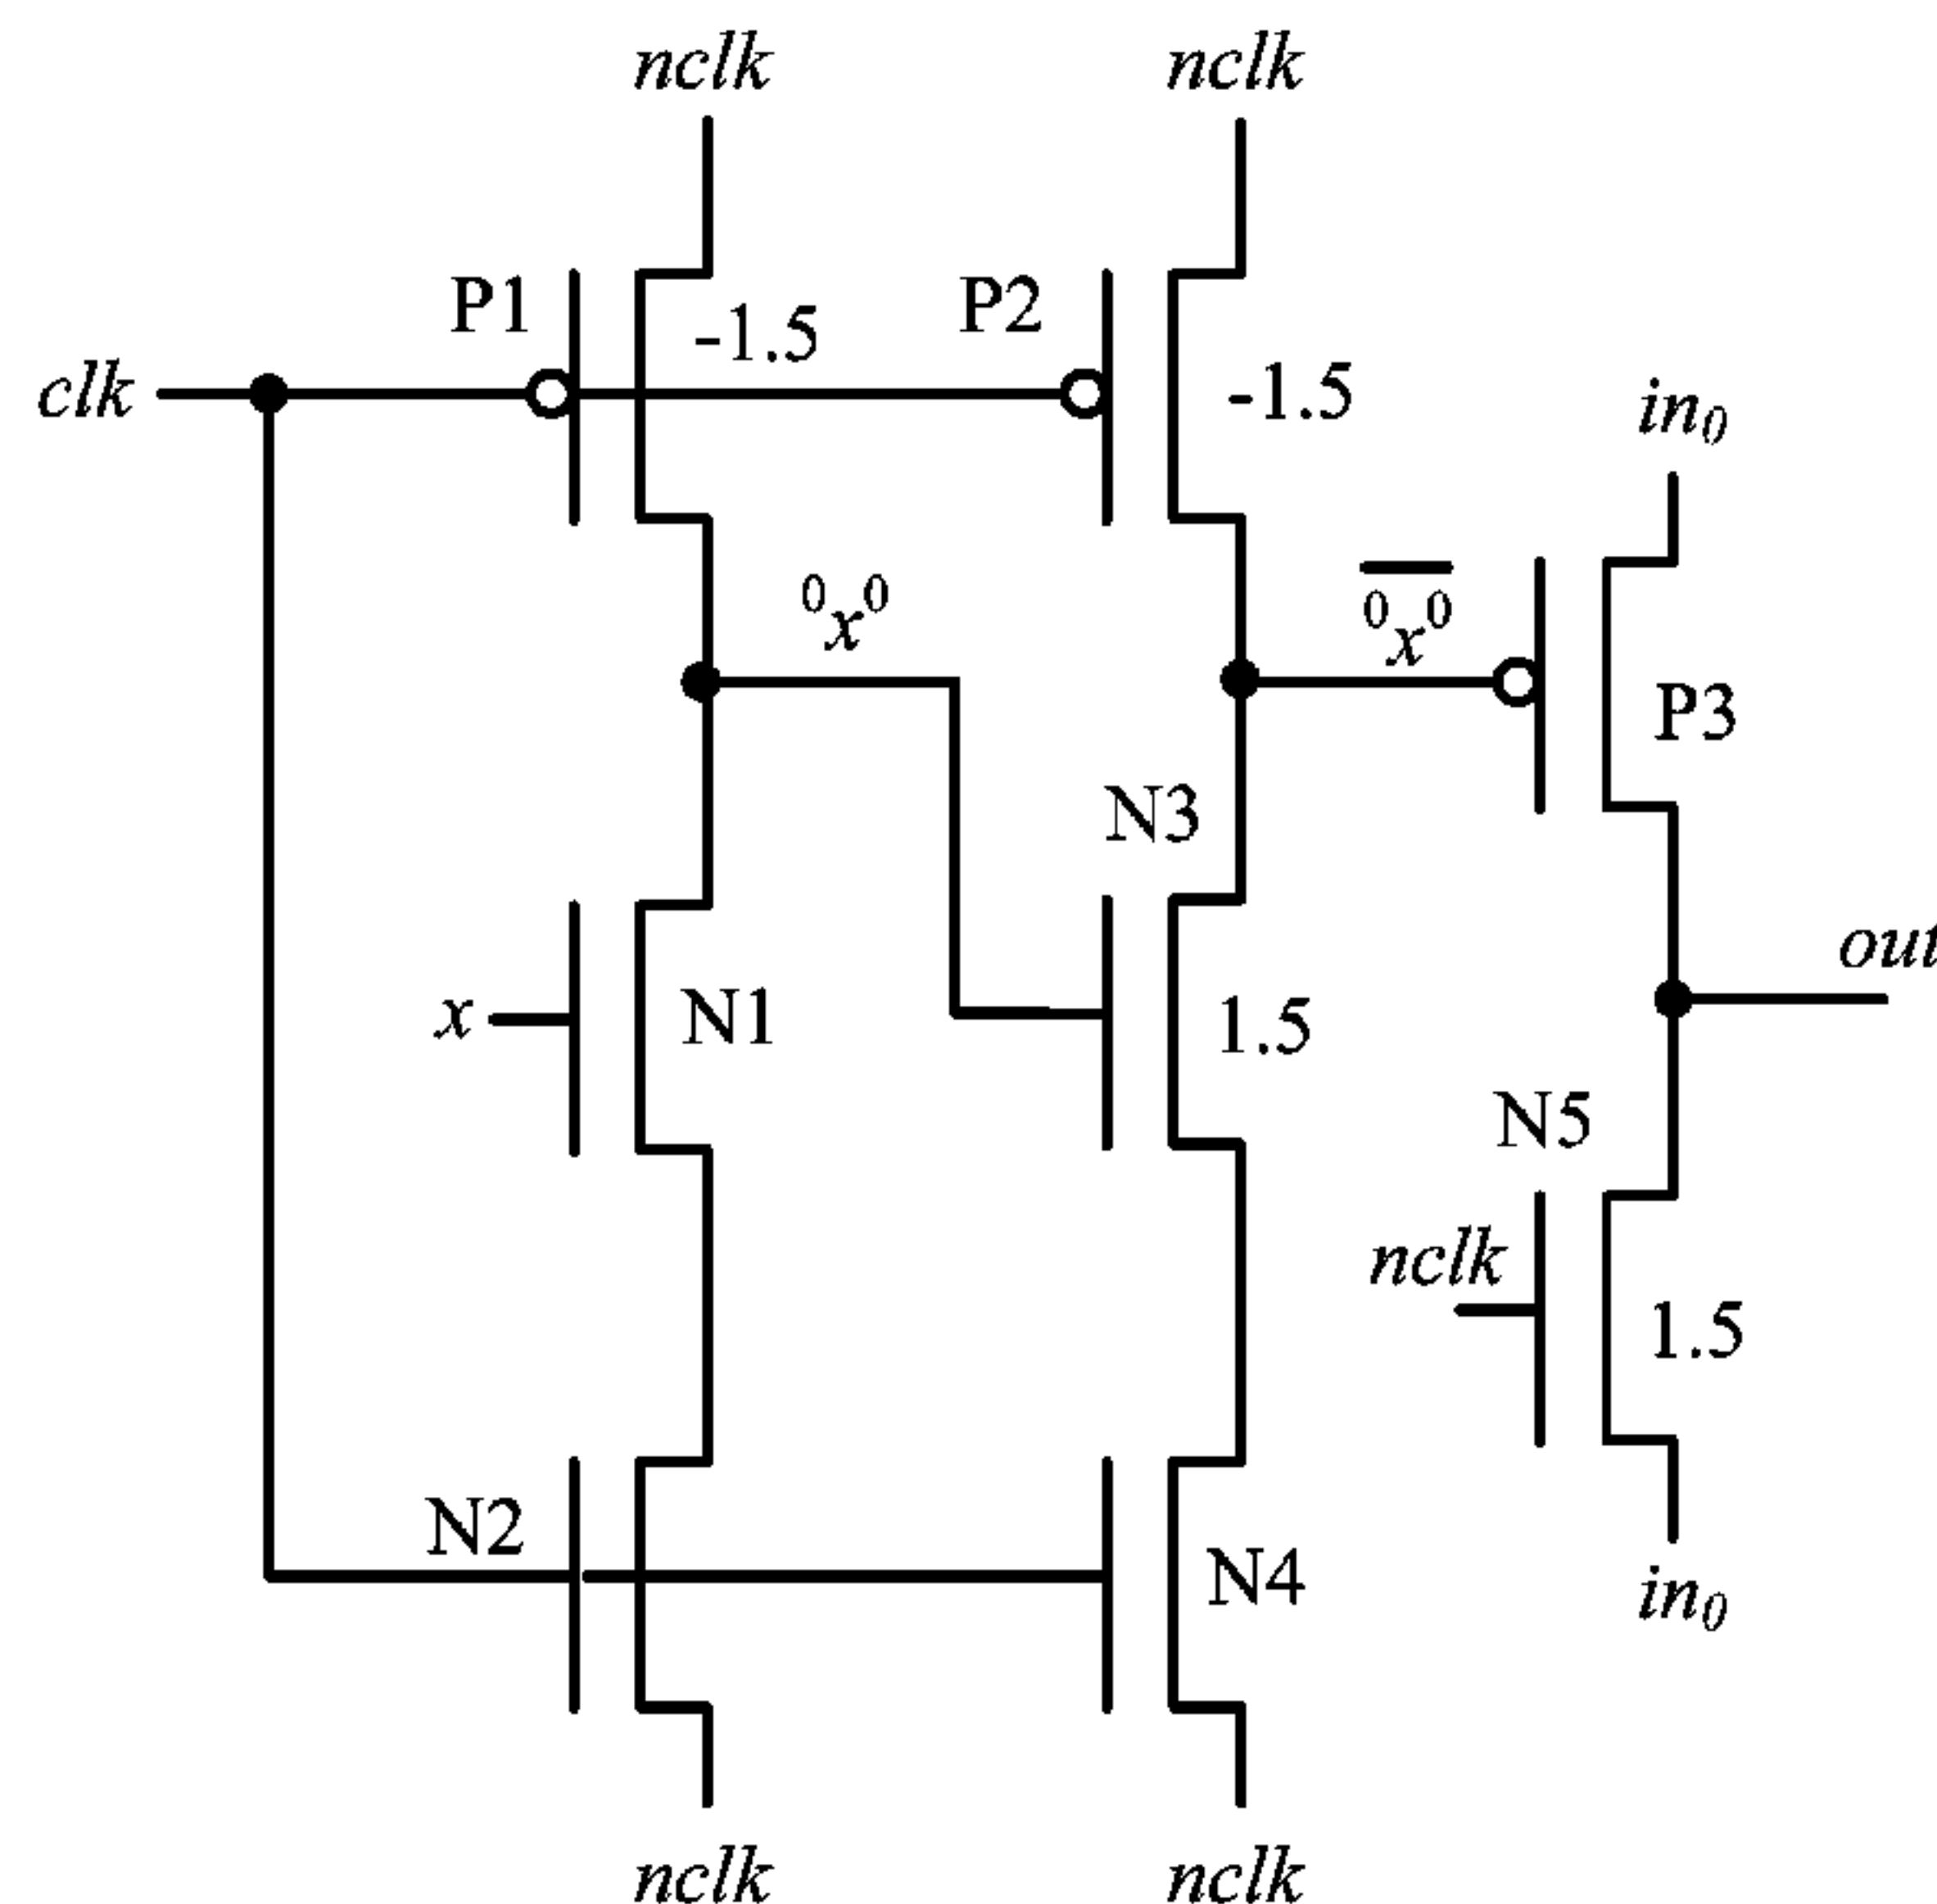 nclk nclk
P1 -1.5 P2 -1.5
clk
in₀
⁰x⁰ \overline{⁰x⁰}
P3
N3
out
x N1 1.5
N5
nclk
1.5
N2 N4
in₀
nclk nclk